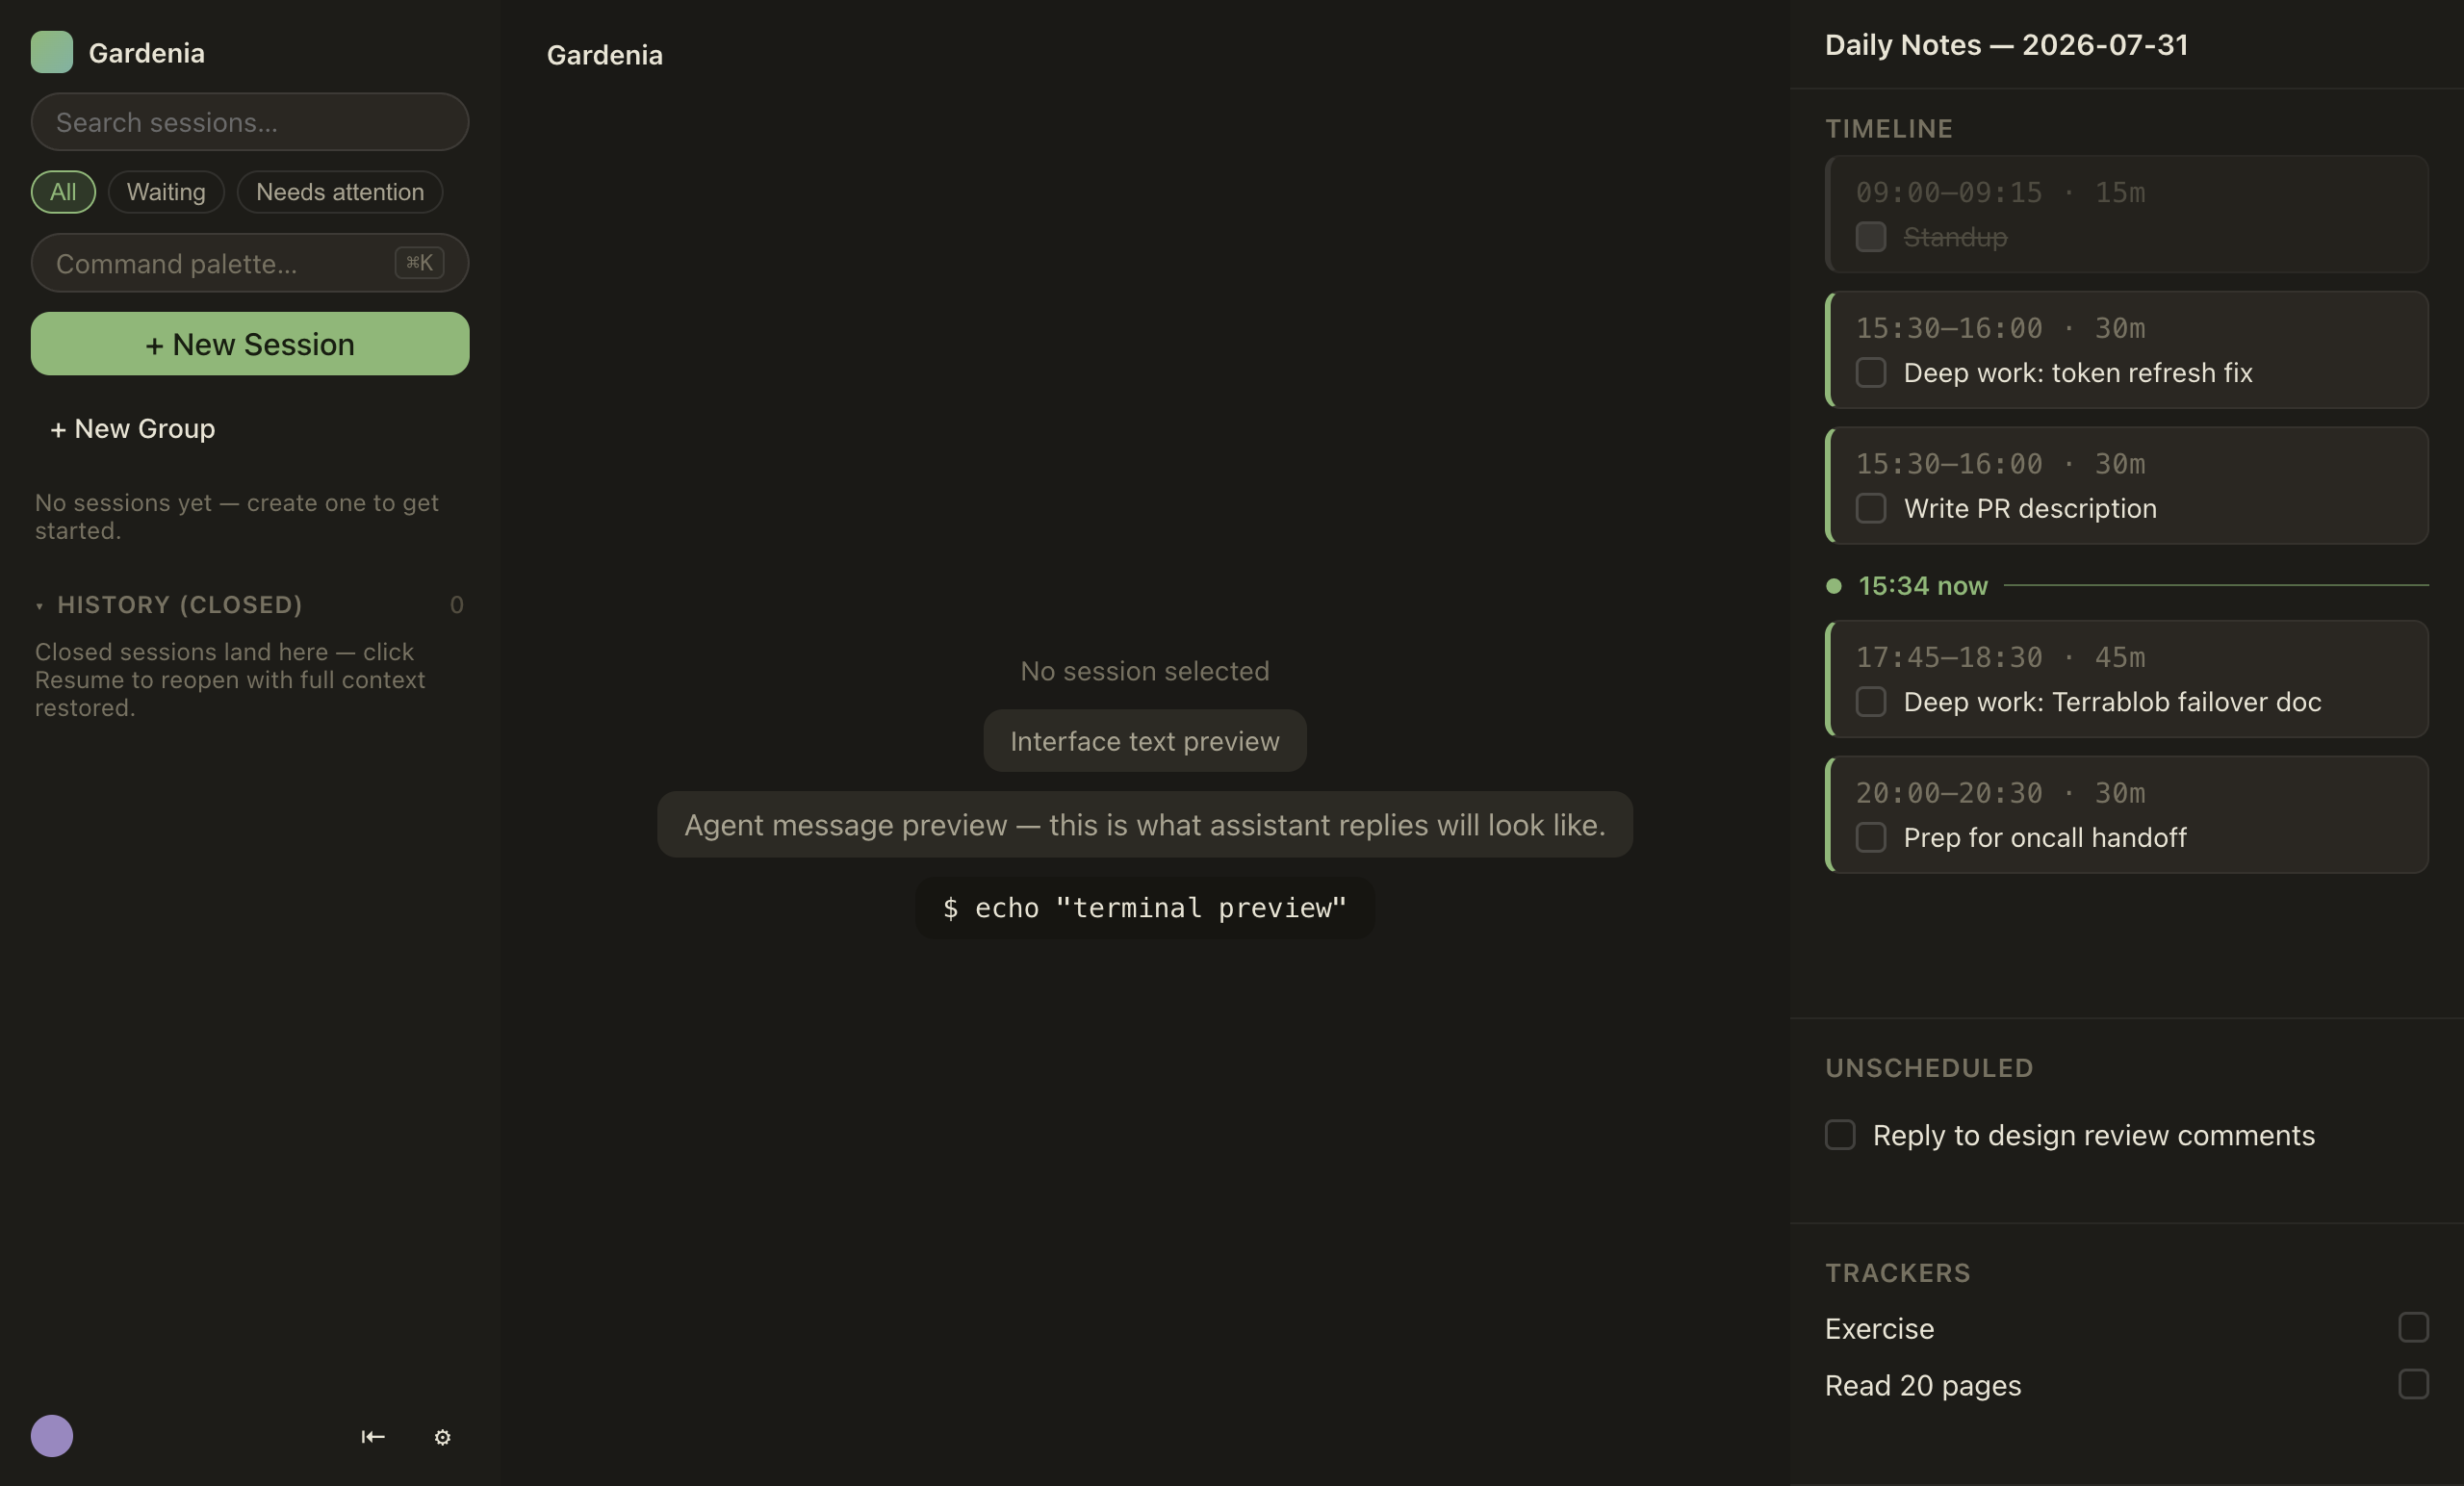 Gardenia
Search sessions...
All
Waiting
Needs attention
Command palette...
⌘K
+ New Session
+ New Group
No sessions yet — create one to get
started.
▾ HISTORY (CLOSED) 0
Closed sessions land here — click
Resume to reopen with full context
restored.
Gardenia
No session selected
Interface text preview
Agent message preview — this is what assistant replies will look like.
$ echo "terminal preview"
Daily Notes — 2026-07-31
TIMELINE
09:00–09:15 · 15m
Standup
15:30–16:00 · 30m
Deep work: token refresh fix
15:30–16:00 · 30m
Write PR description
15:34 now
17:45–18:30 · 45m
Deep work: Terrablob failover doc
20:00–20:30 · 30m
Prep for oncall handoff
UNSCHEDULED
Reply to design review comments
TRACKERS
Exercise
Read 20 pages